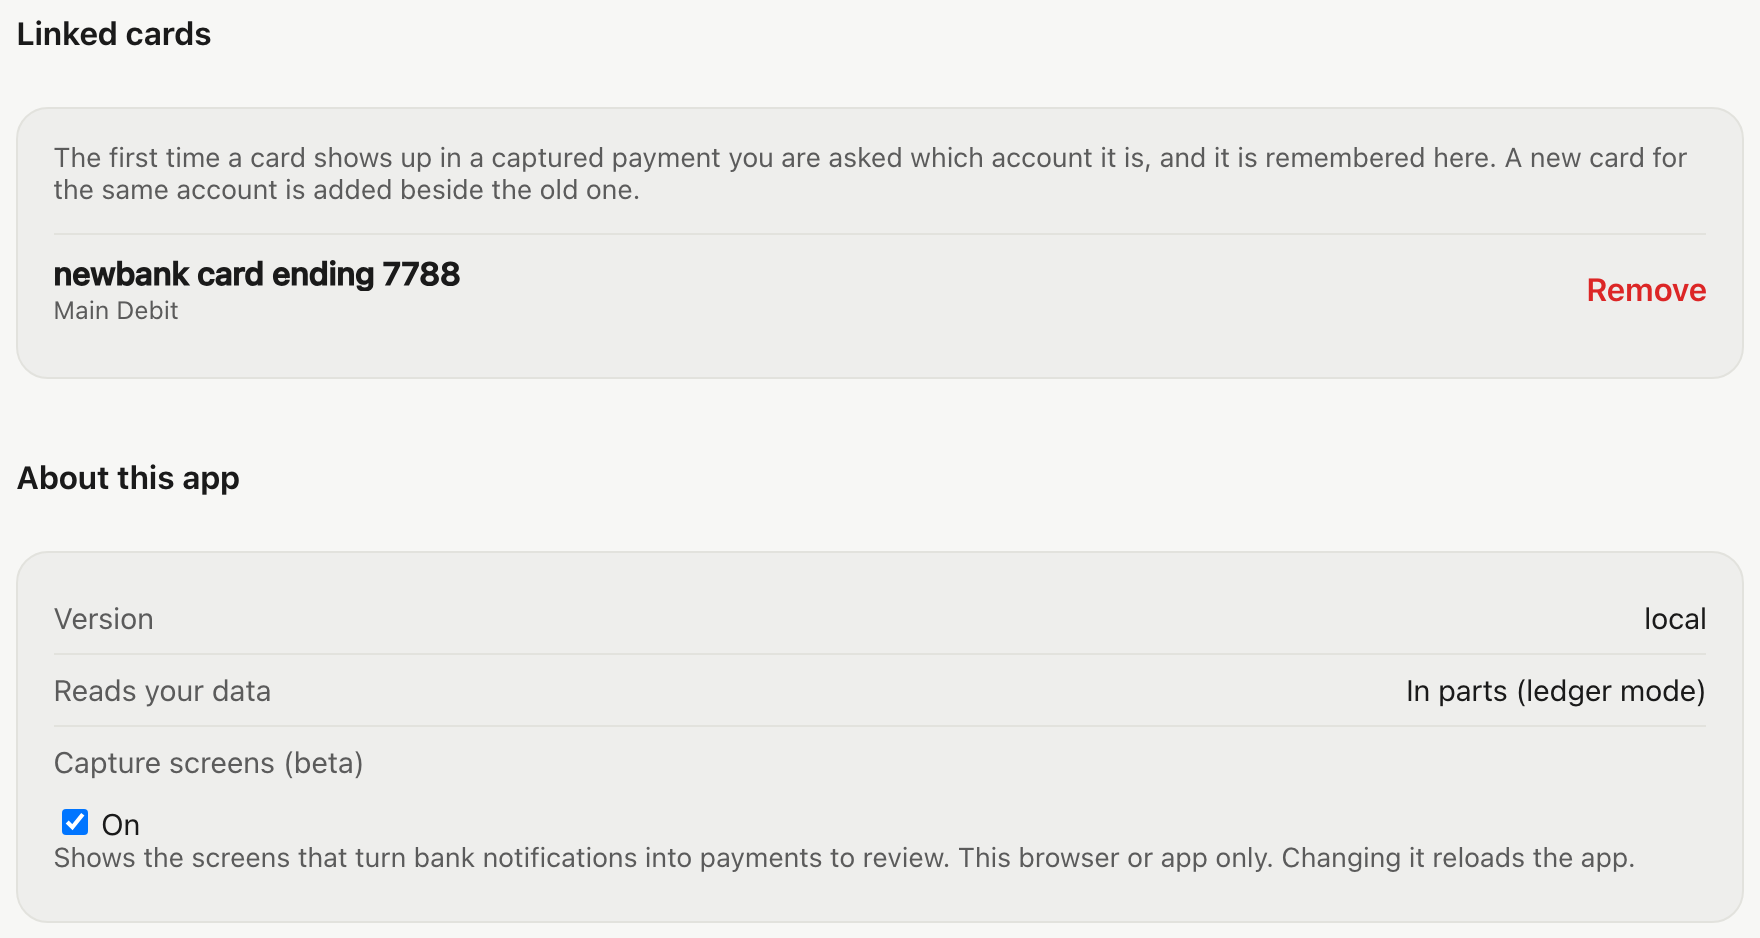 Linked cards
The first time a card shows up in a captured payment you are asked which account it is, and it is remembered here. A new card for
the same account is added beside the old one.
newbank card ending 7788
Main Debit
Remove
About this app
Version
local
Reads your data
In parts (ledger mode)
Capture screens (beta)
On
Shows the screens that turn bank notifications into payments to review. This browser or app only. Changing it reloads the app.